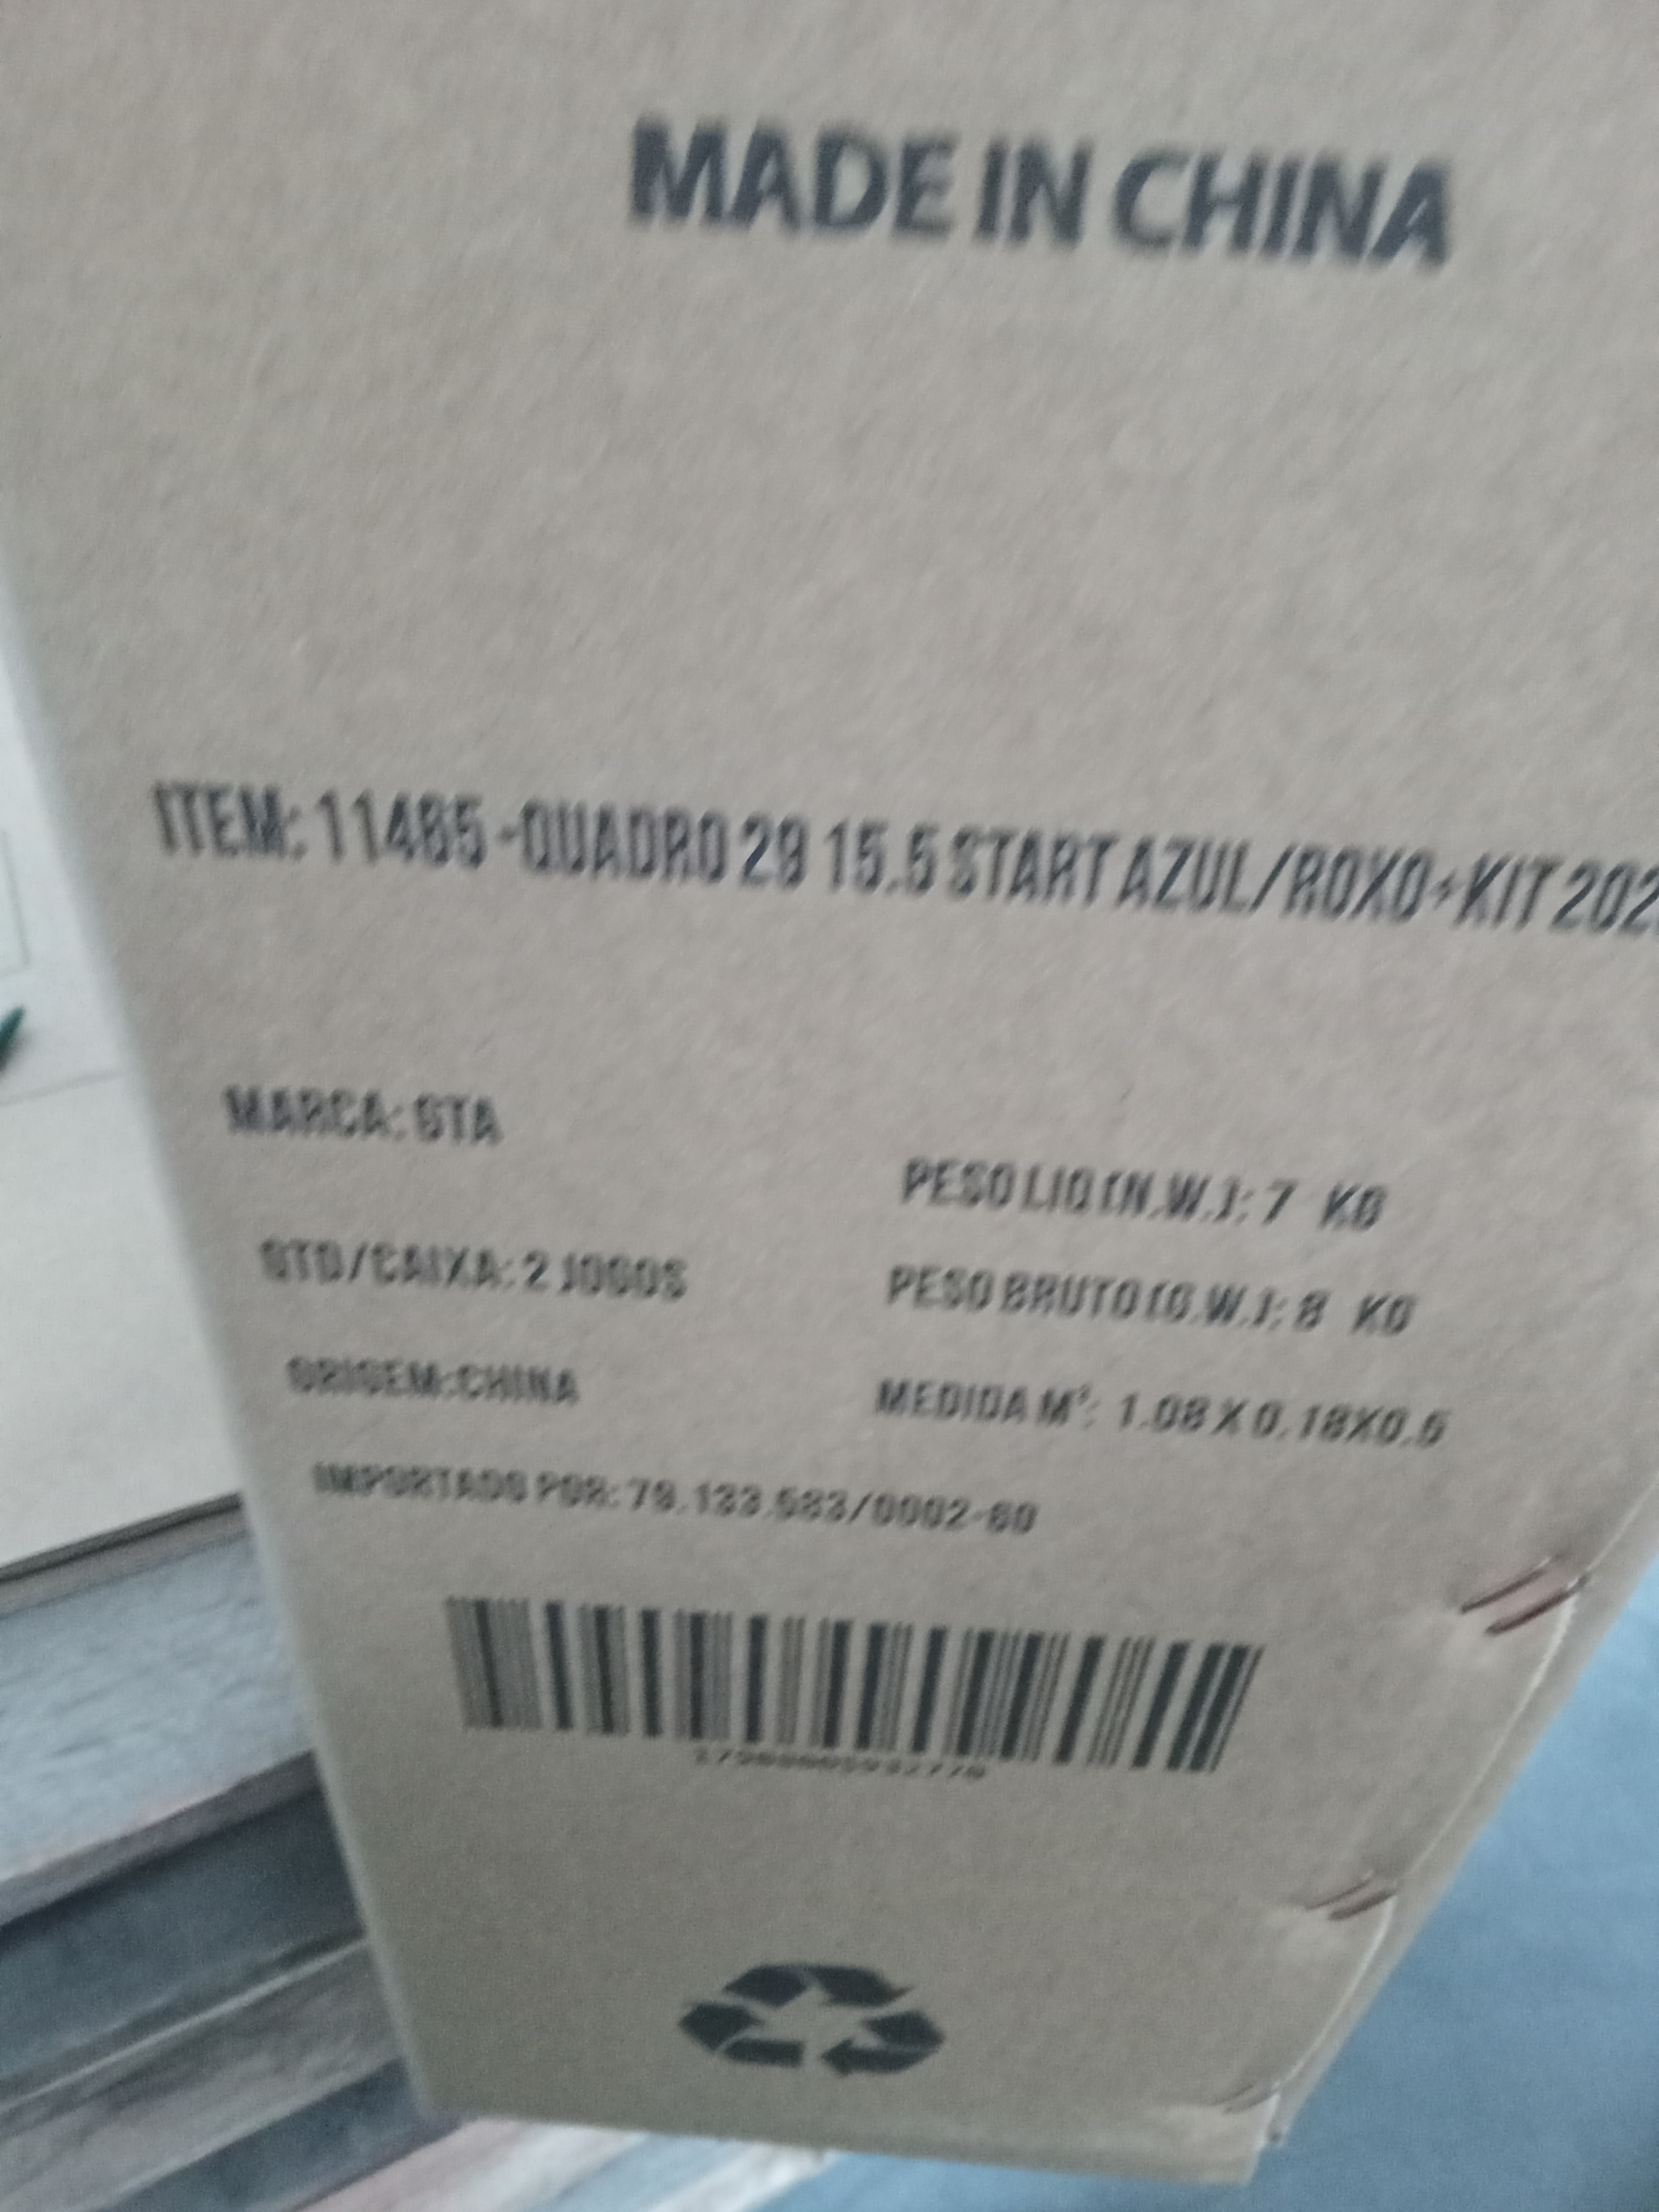 MADE IN CHINA
ITEM: 11465 -QUADRO 29 15.5 START AZUL/ROXO+KIT
MARCA: GTA
PESO LIQ (N.W.): 7 KG
QTD/CAIXA: 2 JOGOS
PESO BRUTO (G.W.): 8 KG
ORIGEM:CHINA
MEDIDA M³: 1.08 X 0.18X0.5
IMPORTADO POR: 79.133.583/0002-60